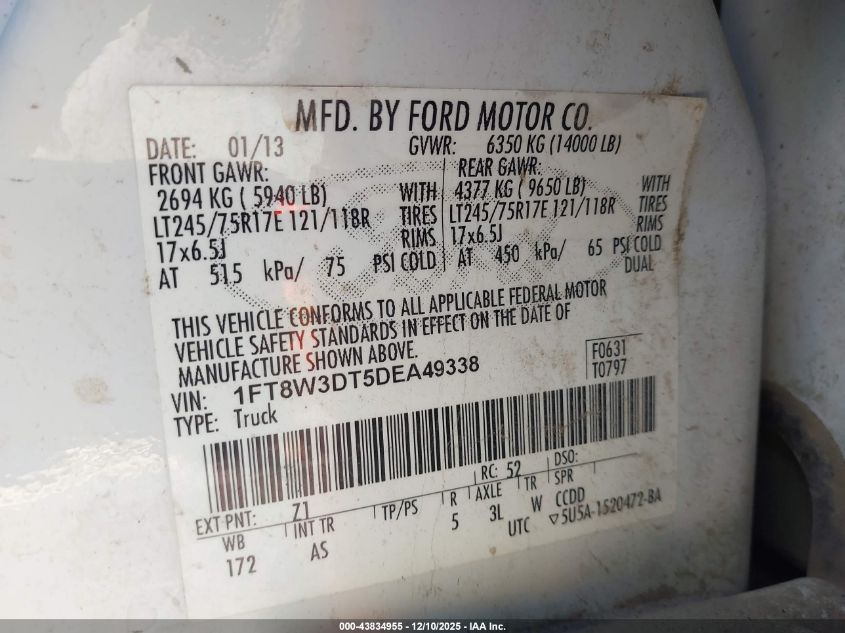 MFD. BY FORD MOTOR CO.
DATE: 01/13 GVWR: 6350 KG (14000 LB)
FRONT GAWR: REAR GAWR:
2694 KG ( 5940 LB) WITH 4377 KG ( 9650 LB) WITH
LT245/75R17E 121/118R TIRES LT245/75R17E 121/118R TIRES
17x6.5J RIMS 17x6.5J RIMS
AT 515 kPa/ 75 PSI COLD AT 450 kPa/ 65 PSI COLD
DUAL
THIS VEHICLE CONFORMS TO ALL APPLICABLE FEDERAL MOTOR
VEHICLE SAFETY STANDARDS IN EFFECT ON THE DATE OF
MANUFACTURE SHOWN ABOVE.
F0631
T0797
VIN: 1FT8W3DT5DEA49338
TYPE: Truck
RC: 52 DSO:
EXT PNT: Z1 TP/PS R AXLE TR SPR
WB INT TR 5 3L W CCDD
172 AS UTC ▽5U5A-1520472-BA
000-43834955 - 12/10/2025 - IAA Inc.